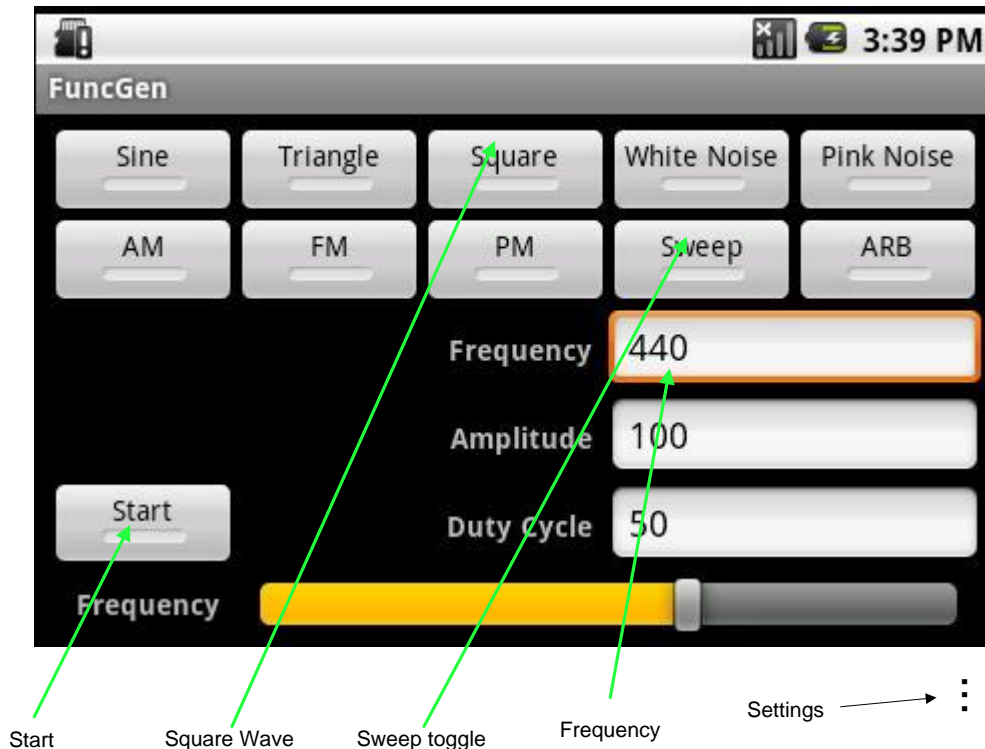 3:39 PM
FuncGen
Sine Triangle Square White Noise Pink Noise
AM FM PM Sweep ARB
Frequency 440
Amplitude 100
Start
Duty Cycle 50
Frequency
Start Square Wave Sweep toggle Frequency Settings